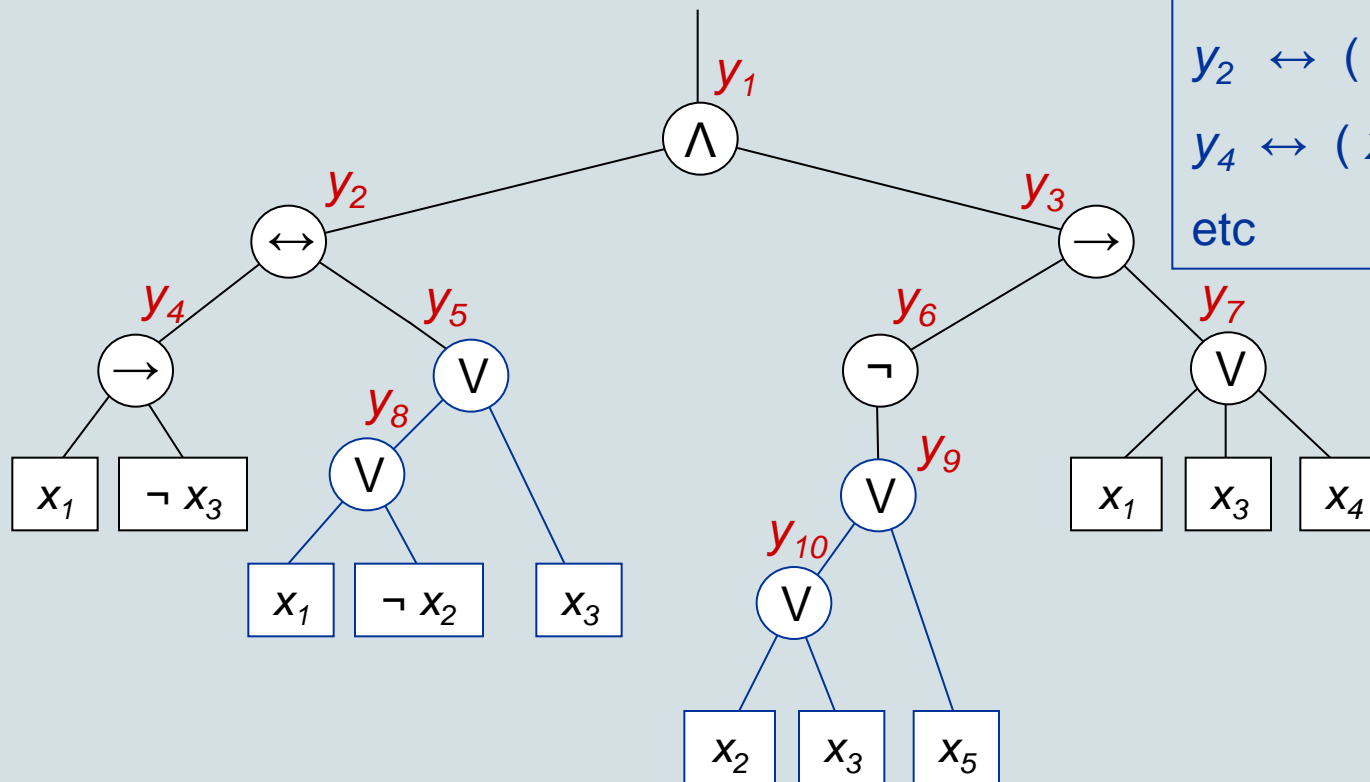 y₁
y₂ ↔ (
∧
y₂
y₃
y₄ ↔ (
↔
→
etc
y₄
y₅
y₆
y₇
→
∨
¬
∨
y₈
∨
y₉
∨
x₁
¬ x₃
x₁
x₃
x₄
y₁₀
x₁
¬ x₂
x₃
∨
x₂
x₃
x₅